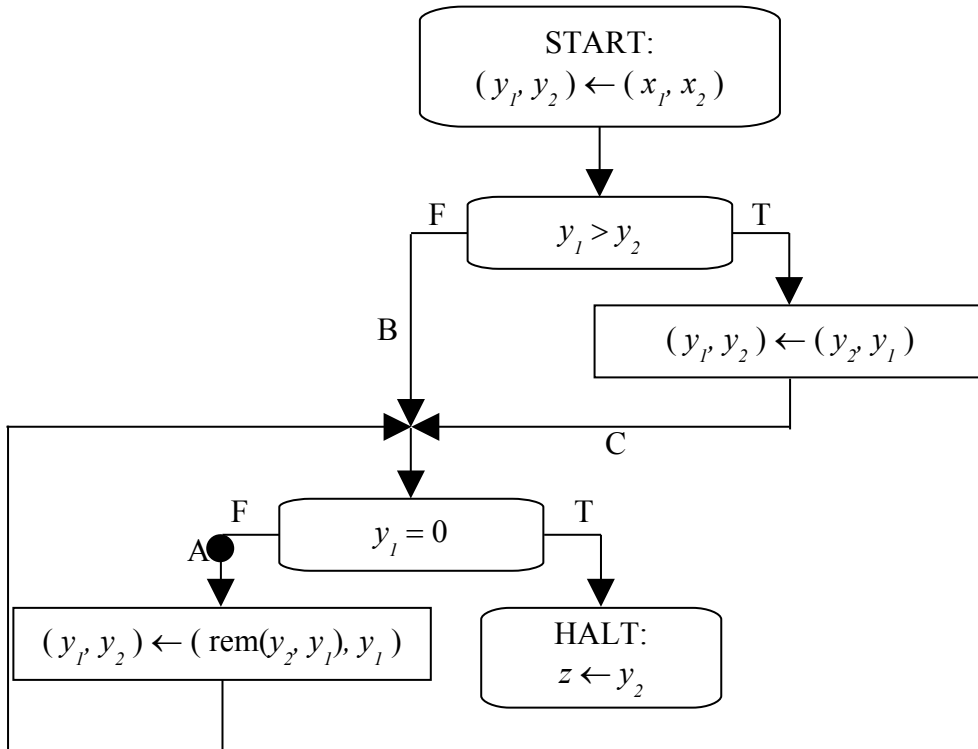 START:
( y₁, y₂ ) ← ( x₁, x₂ )
F
T
y₁ > y₂
B
( y₁, y₂ ) ← ( y₂, y₁ )
C
F
T
y₁ = 0
A
( y₁, y₂ ) ← ( rem(y₂, y₁), y₁ )
HALT:
z ← y₂